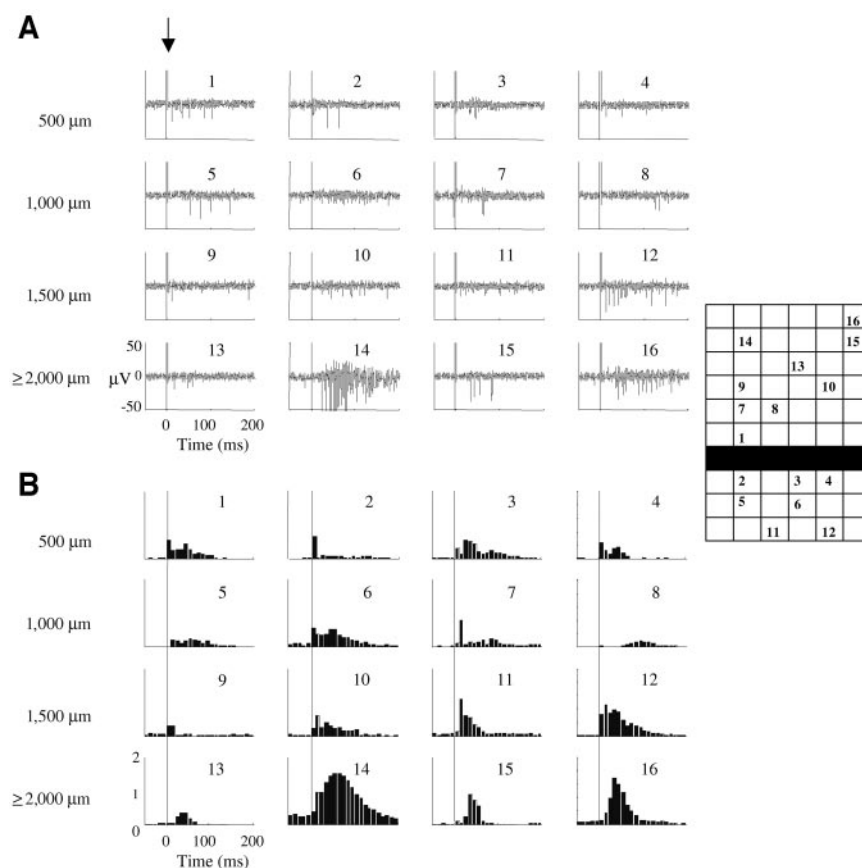 A
1 2 3 4
500 µm
5 6 7 8
1,000 µm
9 10 11 12
1,500 µm
13 14 15 16
≥ 2,000 µm
50
µV 0
-50
0 100 200
Time (ms)
16
14 15
13
9 10
7 8
1
2 3 4
5 6
11 12
B
1 2 3 4
500 µm
5 6 7 8
1,000 µm
9 10 11 12
1,500 µm
13 14 15 16
≥ 2,000 µm
2
1
0
0 100 200
Time (ms)